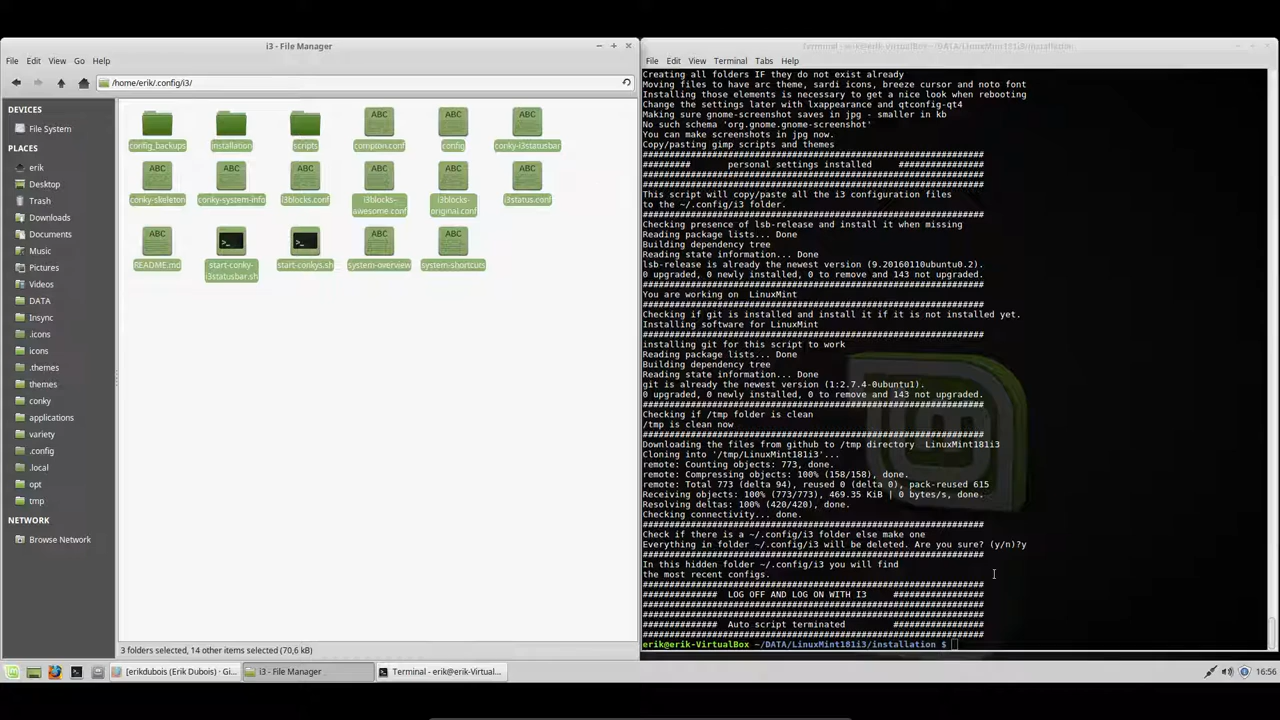 i3 - File Manager
File Edit View Go Help
/home/erik/.config/i3/
DEVICES
File System
PLACES
erik
Desktop
Trash
Downloads
Documents
Music
Pictures
Videos
DATA
Insync
.icons
icons
.themes
themes
conky
applications
variety
.config
.local
opt
tmp
NETWORK
Browse Network
config_backups
installation
scripts
ABC
compton.conf
ABC
config
ABC
conky-i3statusbar
ABC
conky-skeleton
ABC
conky-system-info
ABC
i3blocks.conf
ABC
i3blocks-
awesome.conf
ABC
i3blocks-
original.conf
ABC
i3status.conf
ABC
README.md
start-conky-
i3statusbar.sh
start-conkys.sh
ABC
system-overview
ABC
system-shortcuts
3 folders selected, 14 other items selected (70,6 kB)
File Edit View Terminal Tabs Help
Creating all folders IF they do not exist already
Moving files to have arc theme, sardi icons, breeze cursor and noto font
Installing those elements is necessary to get a nice look when rebooting
Change the settings later with lxappearance and qtconfig-qt4
Making sure gnome-screenshot saves in jpg - smaller in kb
No such schema 'org.gnome.gnome-screenshot'
You can make screenshots in jpg now.
Copy/pasting gimp scripts and themes
################################################################
######### personal settings installed ################
################################################################
################################################################
This script will copy/paste all the i3 configuration files
to the ~/.config/i3 folder.
################################################################
Checking presence of lsb-release and install it when missing
Reading package lists... Done
Building dependency tree
Reading state information... Done
lsb-release is already the newest version (9.20160110ubuntu0.2).
0 upgraded, 0 newly installed, 0 to remove and 143 not upgraded.
################################################################
You are working on LinuxMint
################################################################
Checking if git is installed and install it if it is not installed yet.
Installing software for LinuxMint
################################################################
installing git for this script to work
Reading package lists... Done
Building dependency tree
Reading state information... Done
git is already the newest version (1:2.7.4-0ubuntu1).
0 upgraded, 0 newly installed, 0 to remove and 143 not upgraded.
################################################################
Checking if /tmp folder is clean
/tmp is clean now
################################################################
Downloading the files from github to /tmp directory LinuxMint181i3
Cloning into '/tmp/LinuxMint181i3'...
remote: Counting objects: 773, done.
remote: Compressing objects: 100% (158/158), done.
remote: Total 773 (delta 94), reused 0 (delta 0), pack-reused 615
Receiving objects: 100% (773/773), 469.35 KiB | 0 bytes/s, done.
Resolving deltas: 100% (420/420), done.
Checking connectivity... done.
################################################################
Check if there is a ~/.config/i3 folder else make one
Everything in folder ~/.config/i3 will be deleted. Are you sure? (y/n)?y
################################################################
In this hidden folder ~/.config/i3 you will find
the most recent configs.
################################################################
############## LOG OFF AND LOG ON WITH I3 #################
################################################################
################################################################
############## Auto script terminated #################
################################################################
erik@erik-VirtualBox ~/DATA/LinuxMint181i3/installation $
[erikdubois (Erik Dubois) · Gi...
i3 - File Manager
Terminal - erik@erik-Virtual...
16:56